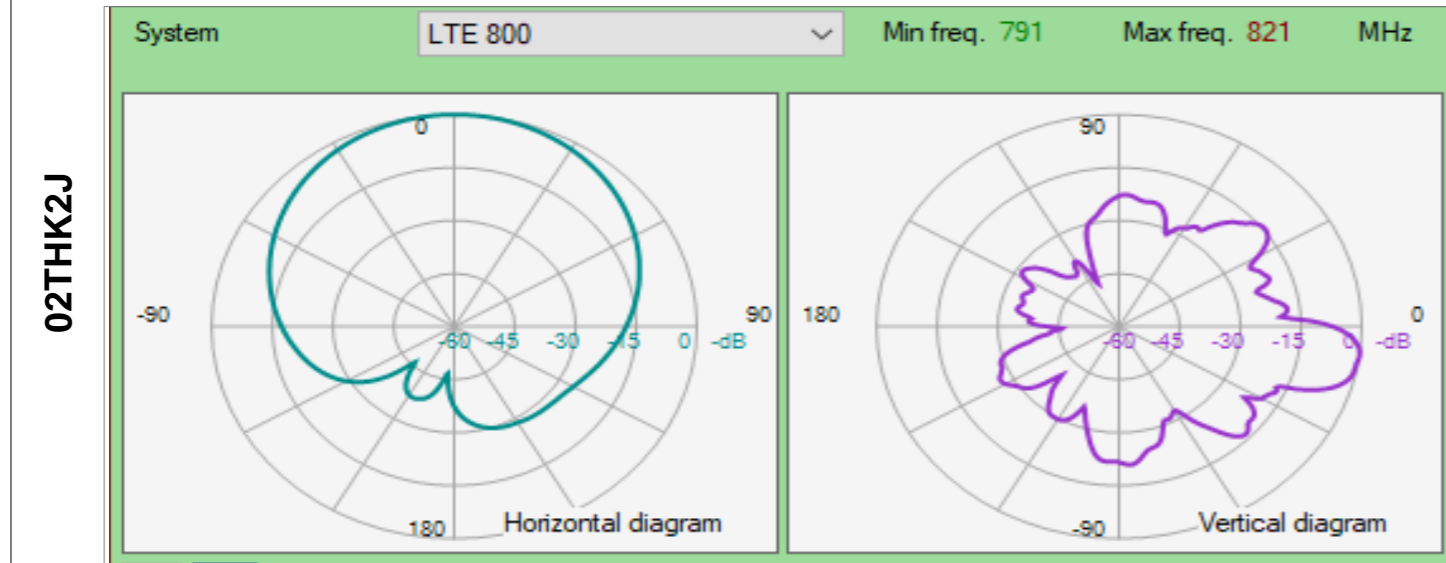 02THK2J
System LTE 800 Min freq. 791 Max freq. 821 MHz
0
-90 90
-60 -45 -30 -15 0 -dB
180 Horizontal diagram
90
180 0
-60 -45 -30 -15 0 -dB
-90 Vertical diagram